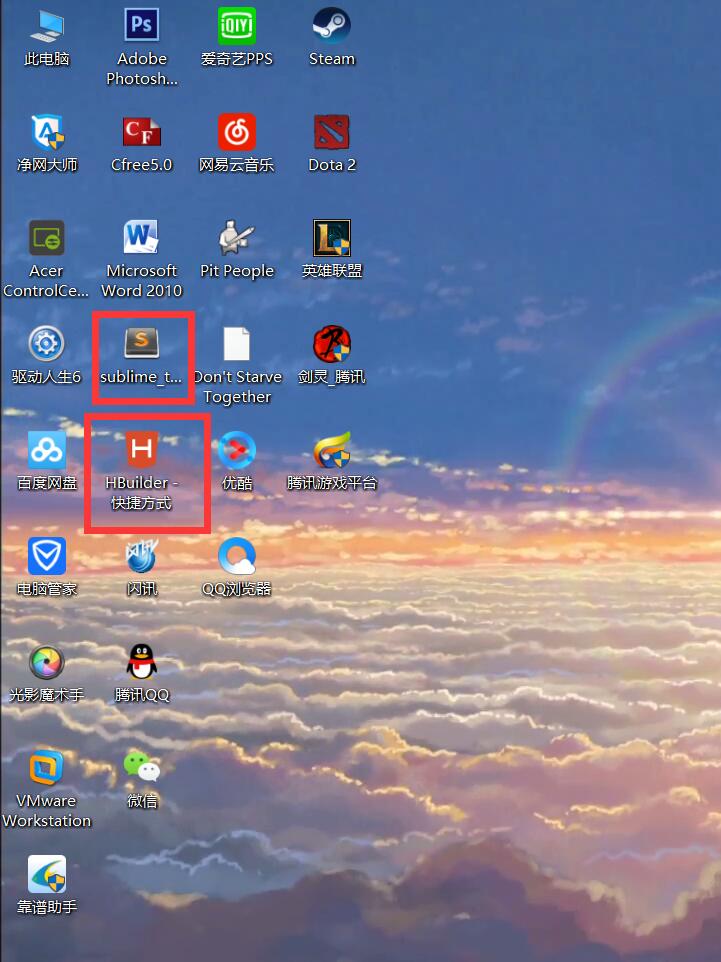 此电脑
Adobe
Photosh...
爱奇艺PPS
Steam
净网大师
Cfree5.0
网易云音乐
Dota 2
Acer
ControlCe...
Microsoft
Word 2010
Pit People
英雄联盟
驱动人生6
sublime_t...
Don't Starve
Together
剑灵_腾讯
百度网盘
HBuilder -
快捷方式
优酷
腾讯游戏平台
电脑管家
闪讯
QQ浏览器
光影魔术手
腾讯QQ
VMware
Workstation
微信
靠谱助手